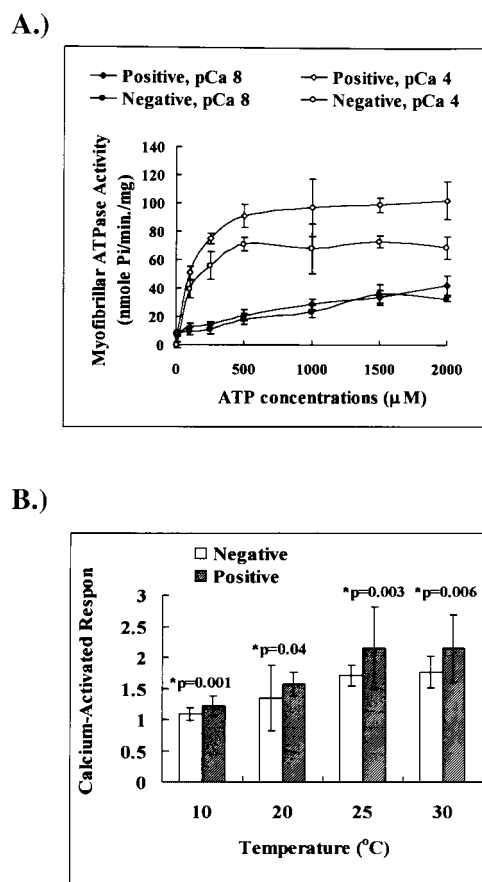 A.)
Positive, pCa 8
Positive, pCa 4
Negative, pCa 8
Negative, pCa 4
Myofibrillar ATPase Activity
(nmole Pi/min./mg)
140
120
100
80
60
40
20
0
0 500 1000 1500 2000
ATP concentrations (μM)
B.)
Negative
Positive
Calcium-Activated Respon
3
2.5
2
1.5
1
0.5
0
*p=0.001
*p=0.04
*p=0.003
*p=0.006
10 20 25 30
Temperature (°C)